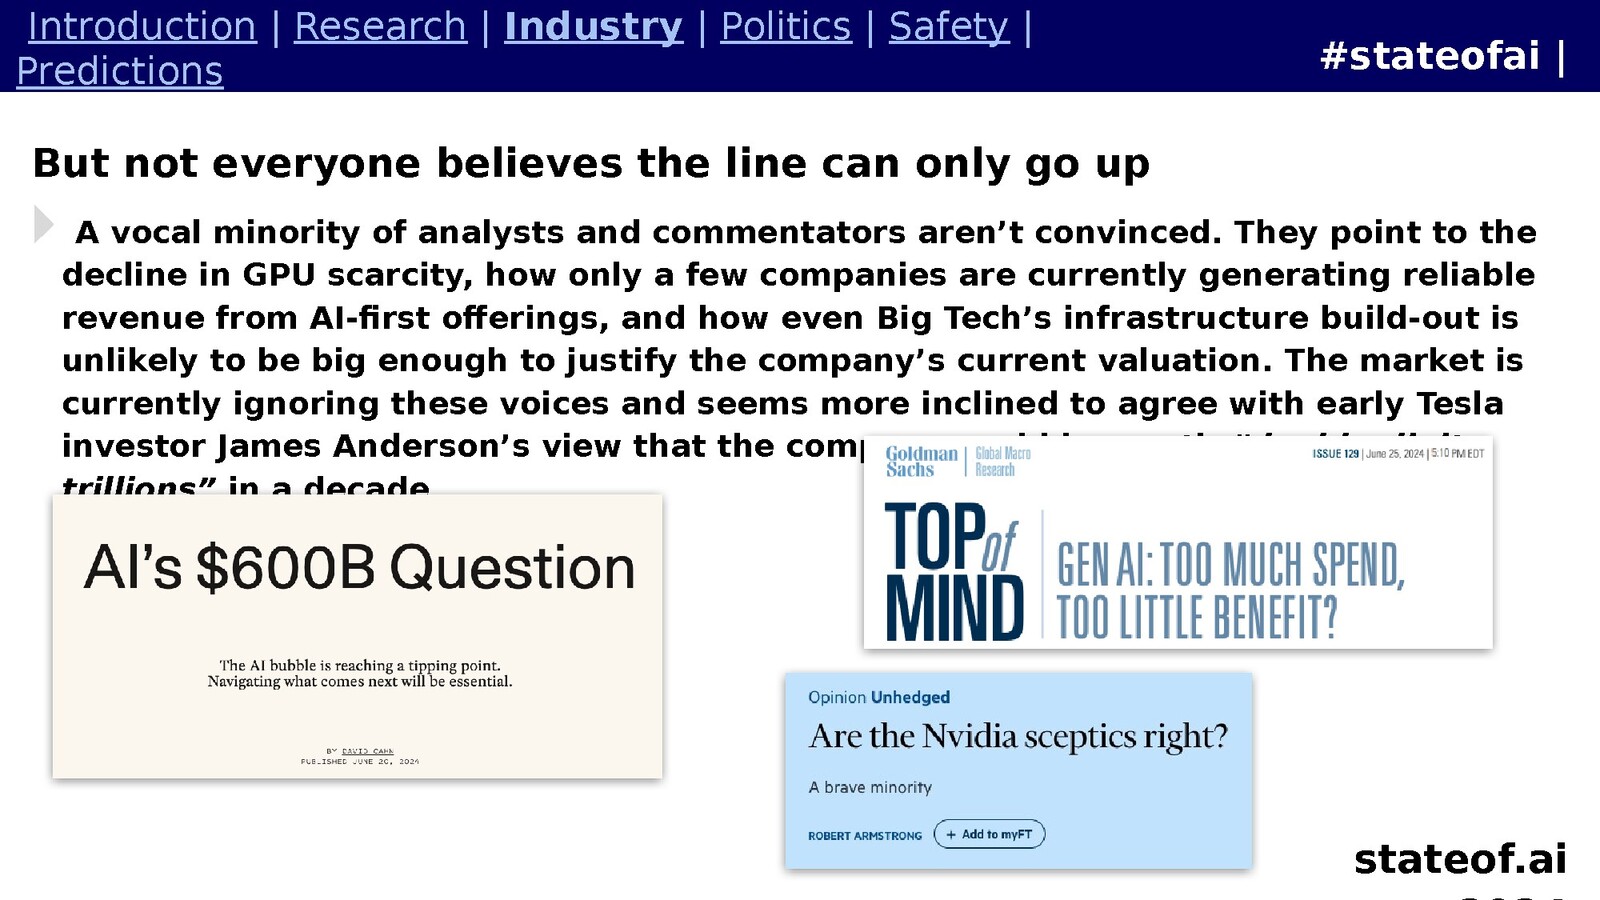 Introduction | Research | Industry | Politics | Safety |
Predictions
#stateofai |
But not everyone believes the line can only go up
A vocal minority of analysts and commentators aren’t convinced. They point to the
decline in GPU scarcity, how only a few companies are currently generating reliable
revenue from AI-first offerings, and how even Big Tech’s infrastructure build-out is
unlikely to be big enough to justify the company’s current valuation. The market is
currently ignoring these voices and seems more inclined to agree with early Tesla
investor James Anderson’s view that the
trillions” in a decade
Goldman Sachs | Global Macro Research
ISSUE 129 | June 25, 2024 | 5:10 PM EDT
TOP of MIND
GEN AI: TOO MUCH SPEND,
TOO LITTLE BENEFIT?
AI’s $600B Question
The AI bubble is reaching a tipping point.
Navigating what comes next will be essential.
BY DAVID CAHN
PUBLISHED JUNE 20, 2024
Opinion Unhedged
Are the Nvidia sceptics right?
A brave minority
ROBERT ARMSTRONG
+ Add to myFT
stateof.ai